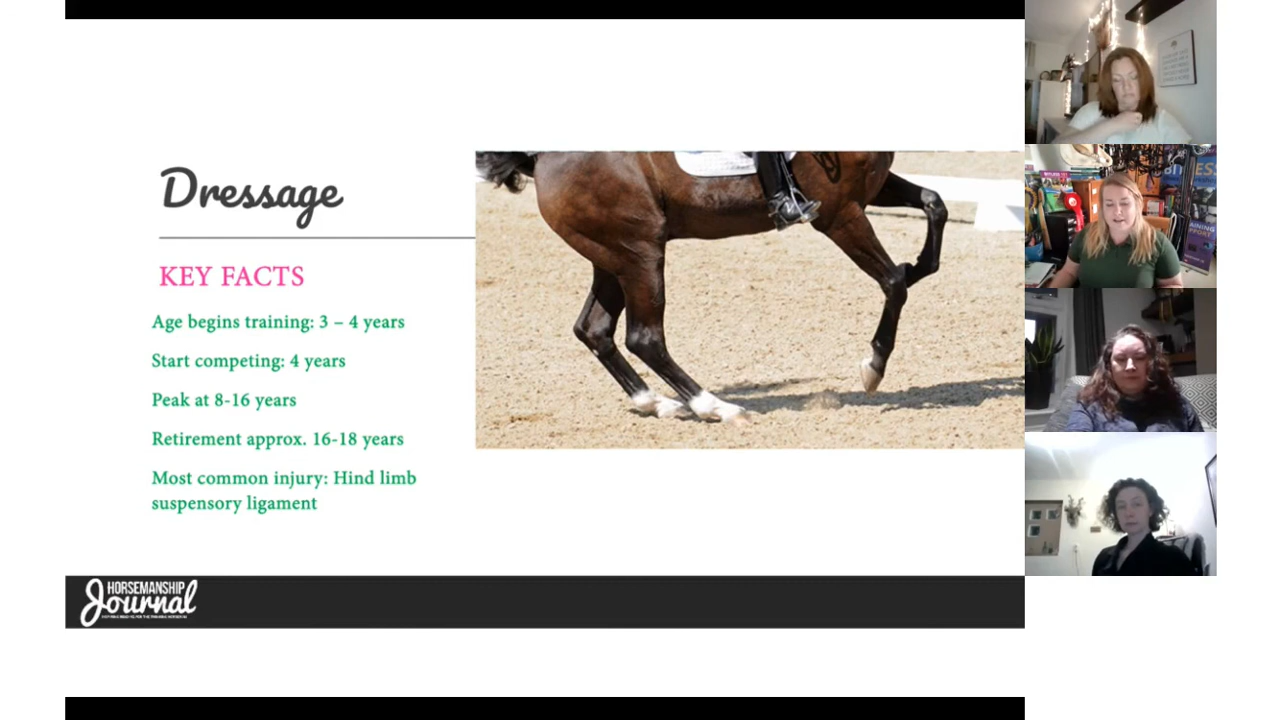 Dressage
KEY FACTS
Age begins training: 3 – 4 years
Start competing: 4 years
Peak at 8-16 years
Retirement approx. 16-18 years
Most common injury: Hind limb
suspensory ligament
HORSEMANSHIP
Journal